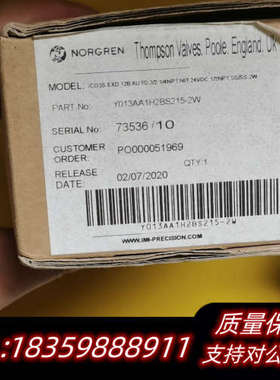 NORGREN
Thompson Valves, Poole, England, UK
MODEL:
PART No:
Y013AA1H2BS215-2W
SERIAL No:
73536/10
CUSTOMER
ORDER:
PO000051969
QTY:1
RELEASE
DATE:
02/07/2020
WWW.IMI-PRECISION.COM
Y013AA1H2BS215-2W
质量保
:18359888911
支持对公